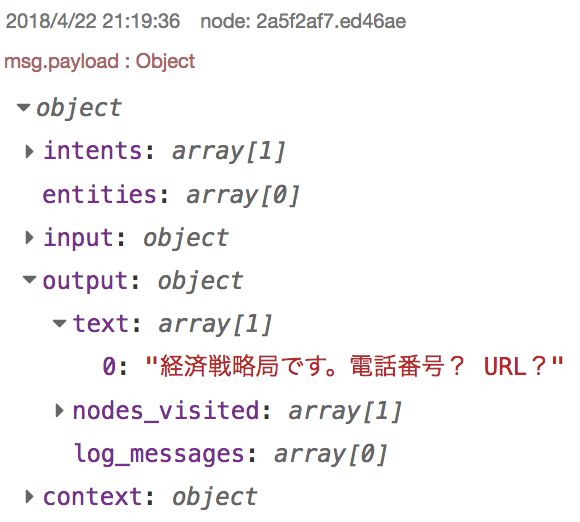 2018/4/22 21:19:36 node: 2a5f2af7.ed46ae
msg.payload : Object
object
intents: array[1]
entities: array[0]
input: object
output: object
text: array[1]
0: "経済戦略局です。電話番号？ URL？"
nodes_visited: array[1]
log_messages: array[0]
context: object